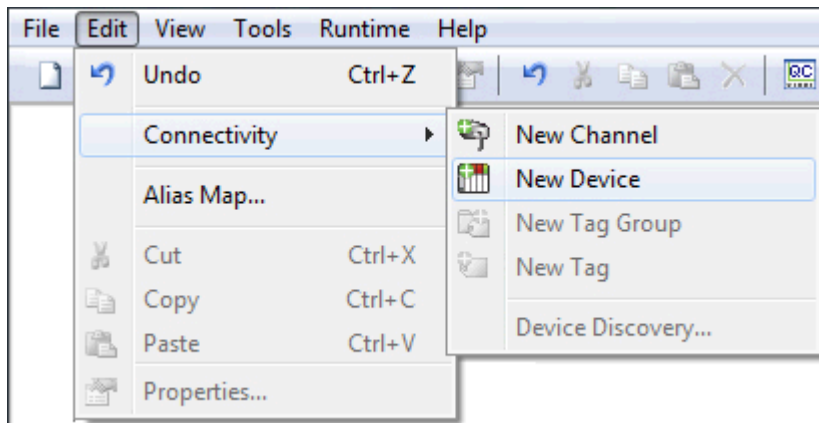 File Edit View Tools Runtime Help
QC
Undo Ctrl+Z
Connectivity
Alias Map...
Cut Ctrl+X
Copy Ctrl+C
Paste Ctrl+V
Properties...
New Channel
New Device
New Tag Group
New Tag
Device Discovery...